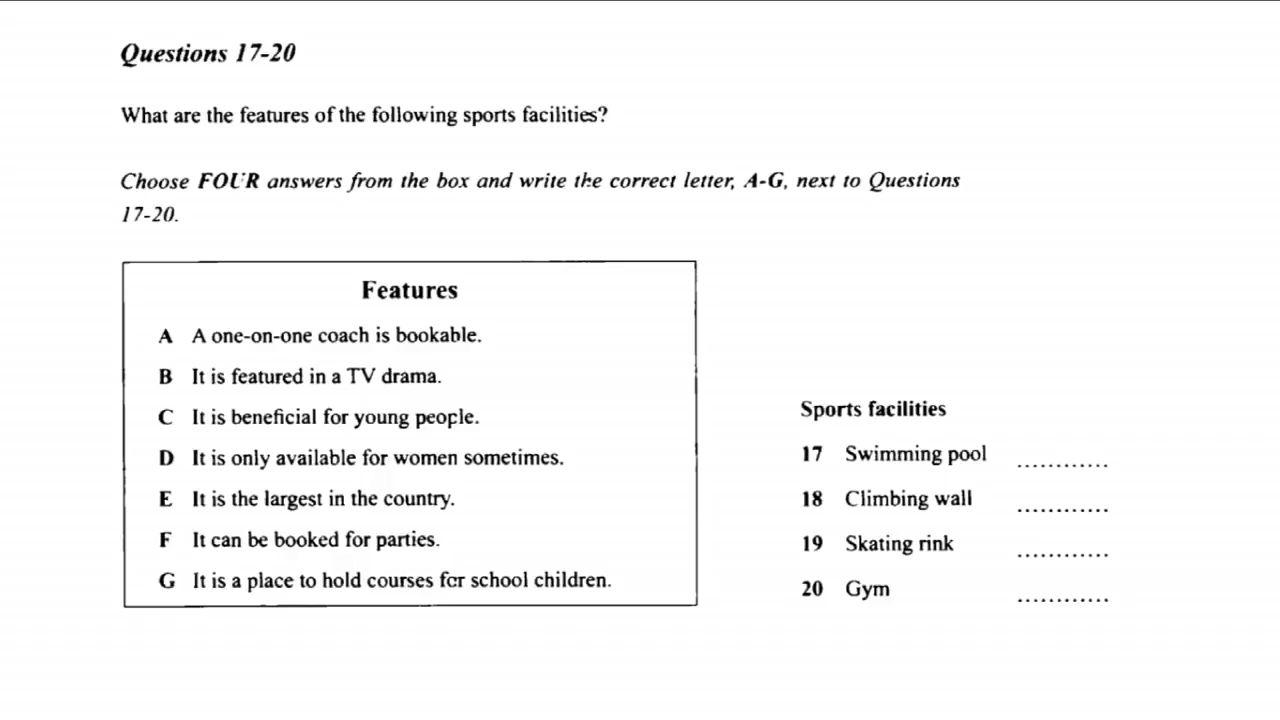 Questions 17-20
What are the features of the following sports facilities?
Choose FOUR answers from the box and write the correct letter, A-G, next to Questions
17-20.
Features
A A one-on-one coach is bookable.
B It is featured in a TV drama.
C It is beneficial for young people.
D It is only available for women sometimes.
E It is the largest in the country.
F It can be booked for parties.
G It is a place to hold courses for school children.
Sports facilities
17 Swimming pool ............
18 Climbing wall ............
19 Skating rink ............
20 Gym ............